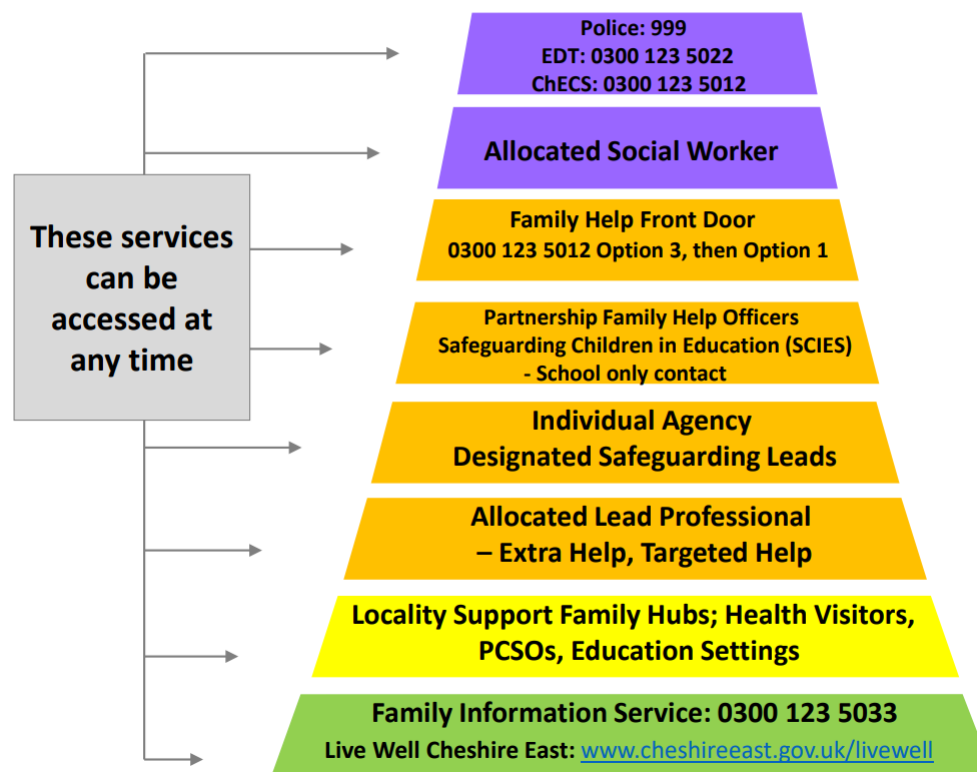 Police: 999
EDT: 0300 123 5022
ChECS: 0300 123 5012
Allocated Social Worker
These services
can be
accessed at
any time
Family Help Front Door
0300 123 5012 Option 3, then Option 1
Partnership Family Help Officers
Safeguarding Children in Education (SCIES)
- School only contact
Individual Agency
Designated Safeguarding Leads
Allocated Lead Professional
– Extra Help, Targeted Help
Locality Support Family Hubs; Health Visitors,
PCSOs, Education Settings
Family Information Service: 0300 123 5033
Live Well Cheshire East: www.cheshireeast.gov.uk/livewell